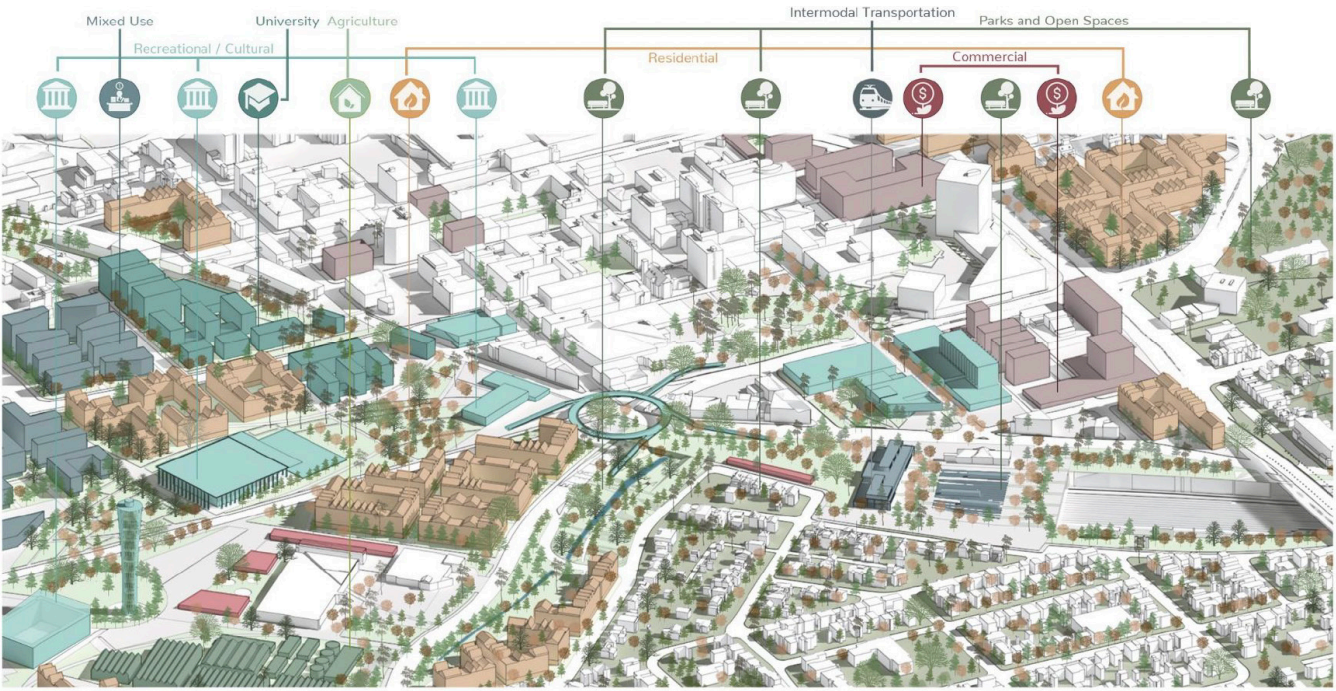 Mixed Use
University
Agriculture
Intermodal Transportation
Parks and Open Spaces
Recreational / Cultural
Residential
Commercial
$
$